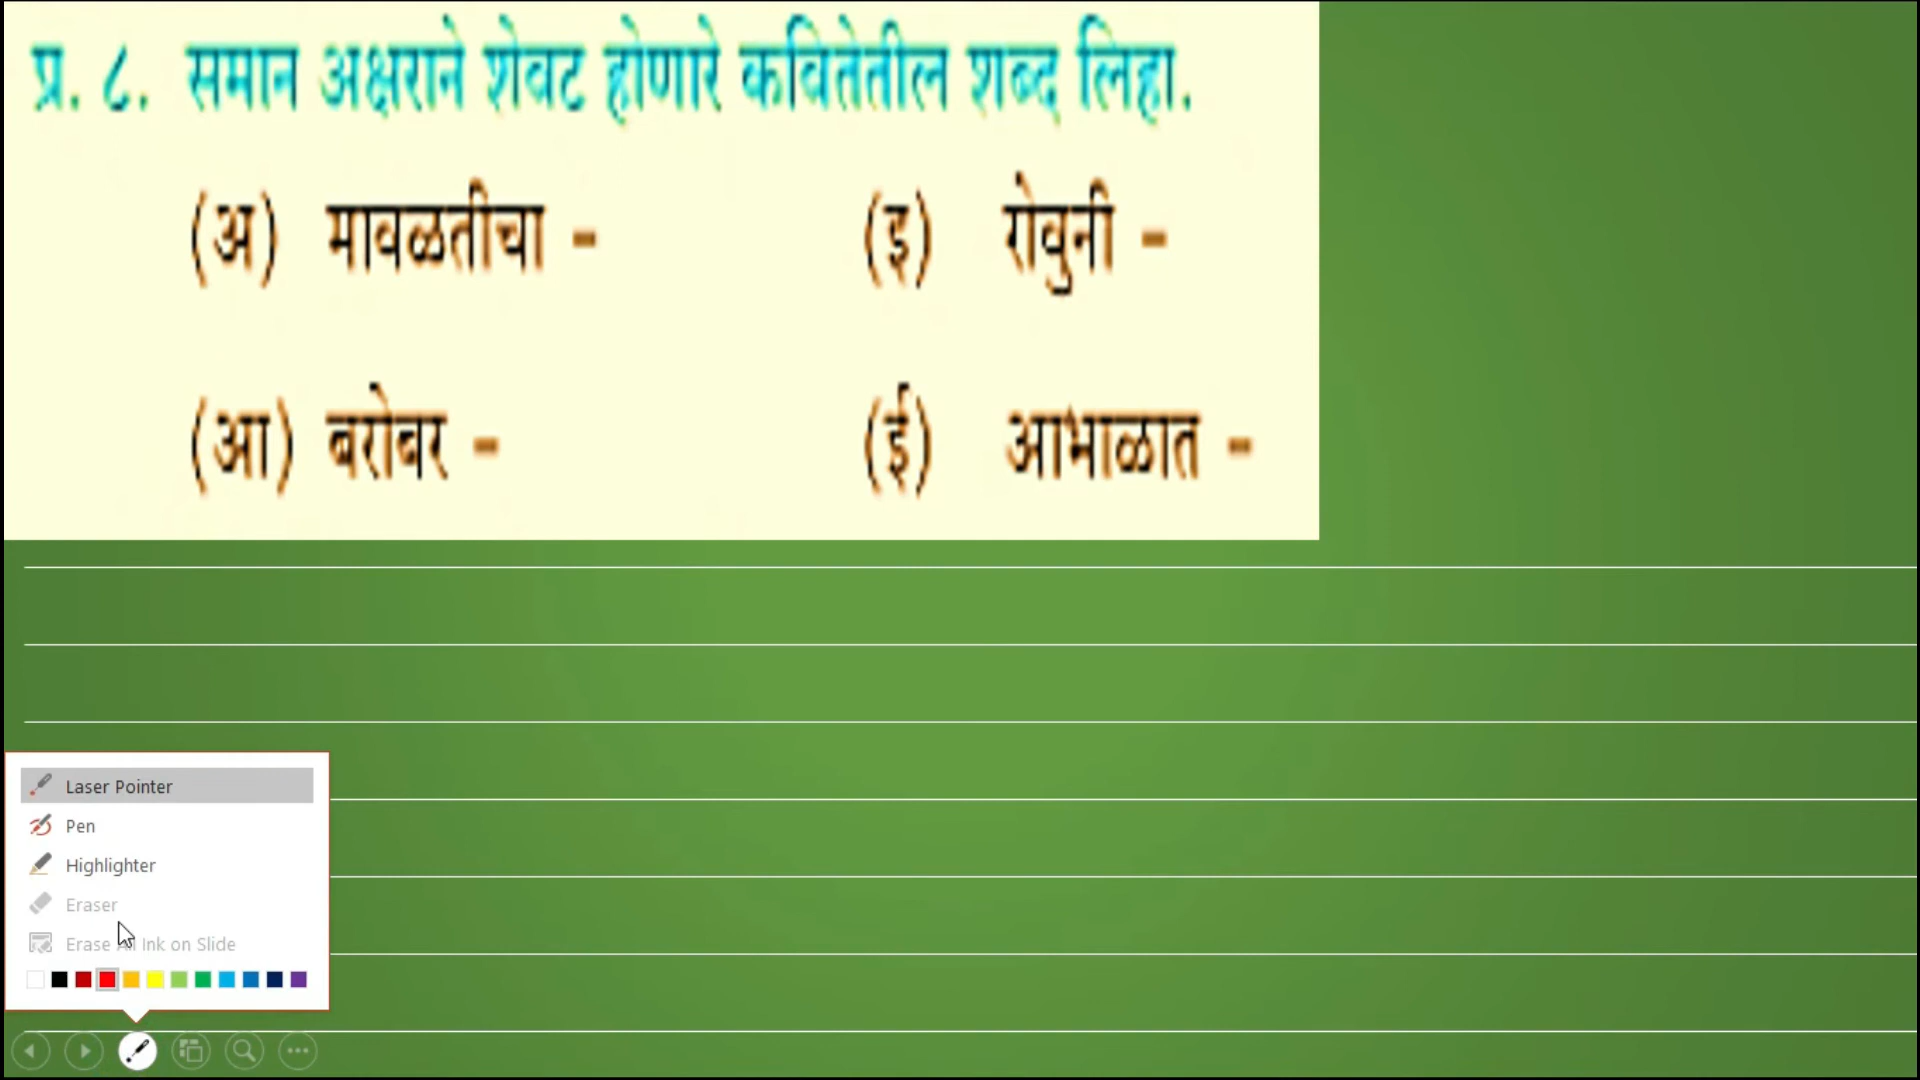 प्र. ८. समान अक्षराने शेवट होणारे कवितेतील शब्द लिहा.
(अ) मावळतीचा - (इ) रोवुनी -
(आ) बरोबर - (ई) आभाळात -
Laser Pointer
Pen
Highlighter
Eraser
Erase All Ink on Slide